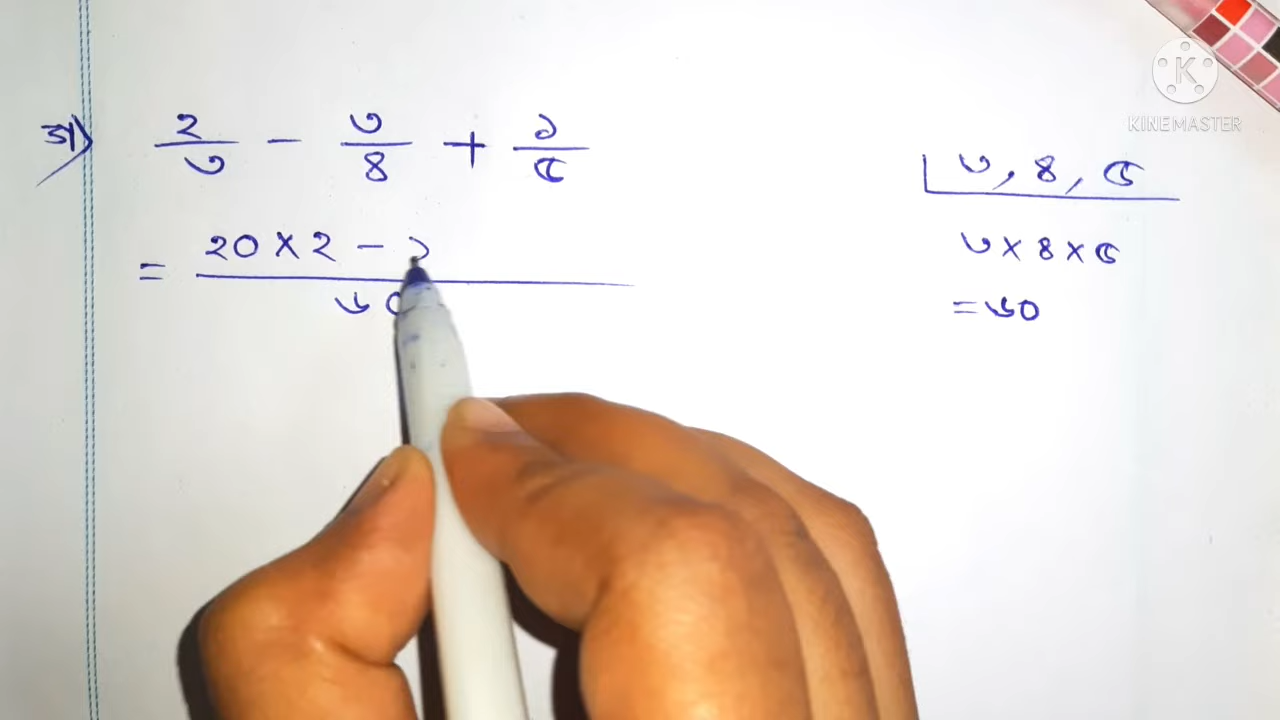 গ) ২/৩ - ৩/৪ + ১/৫
= ২০ × ২ - ১
৬০
৩, ৪, ৫
৩ × ৪ × ৫
= ৬০
KINEMASTER